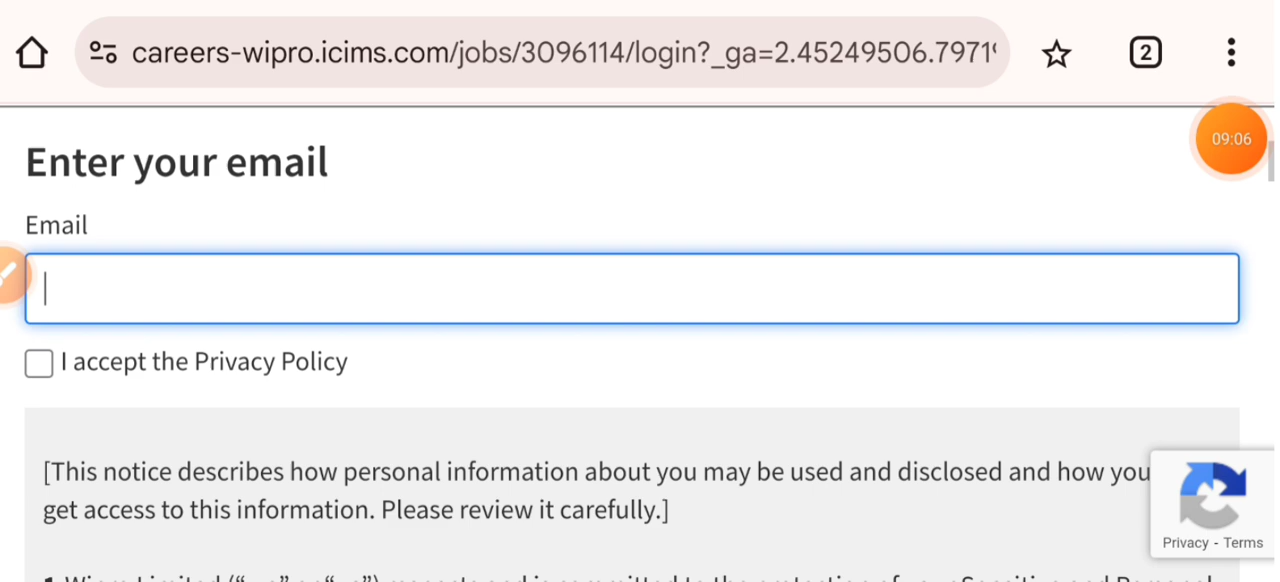 careers-wipro.icims.com/jobs/3096114/login?_ga=2.45249506.7971
2
09:06
Enter your email
Email
I accept the Privacy Policy
[This notice describes how personal information about you may be used and disclosed and how you
get access to this information. Please review it carefully.]
Privacy - Terms